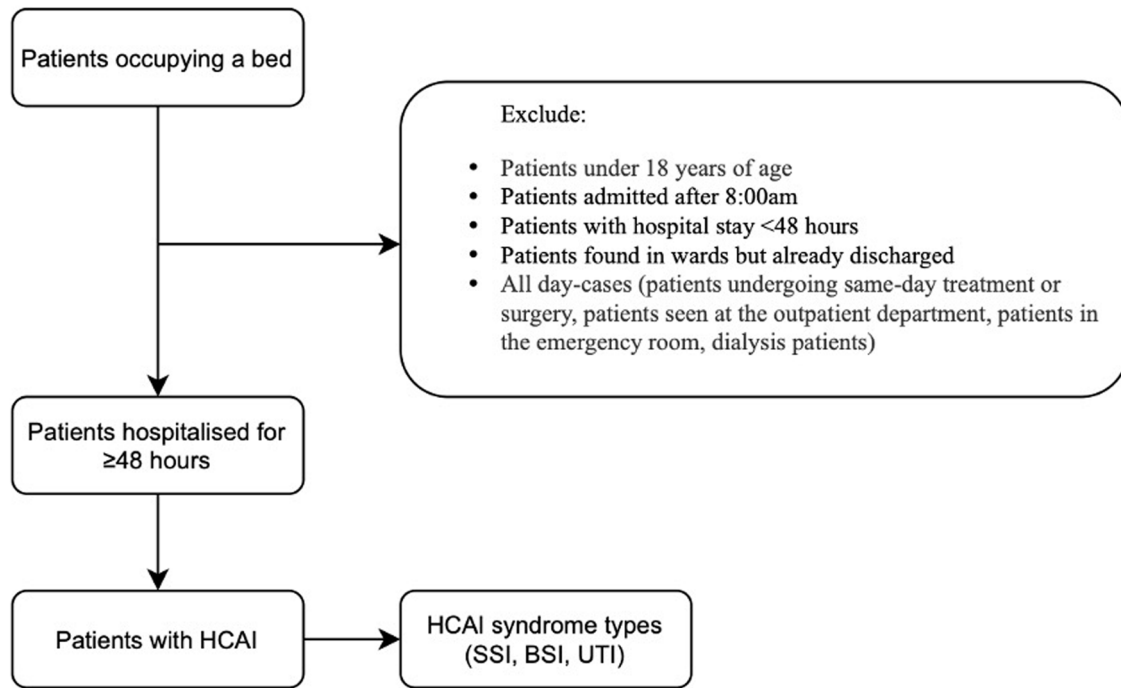 Patients occupying a bed
Exclude:
• Patients under 18 years of age
• Patients admitted after 8:00am
• Patients with hospital stay <48 hours
• Patients found in wards but already discharged
• All day-cases (patients undergoing same-day treatment or
surgery, patients seen at the outpatient department, patients in
the emergency room, dialysis patients)
Patients hospitalised for
≥48 hours
Patients with HCAI
HCAI syndrome types
(SSI, BSI, UTI)